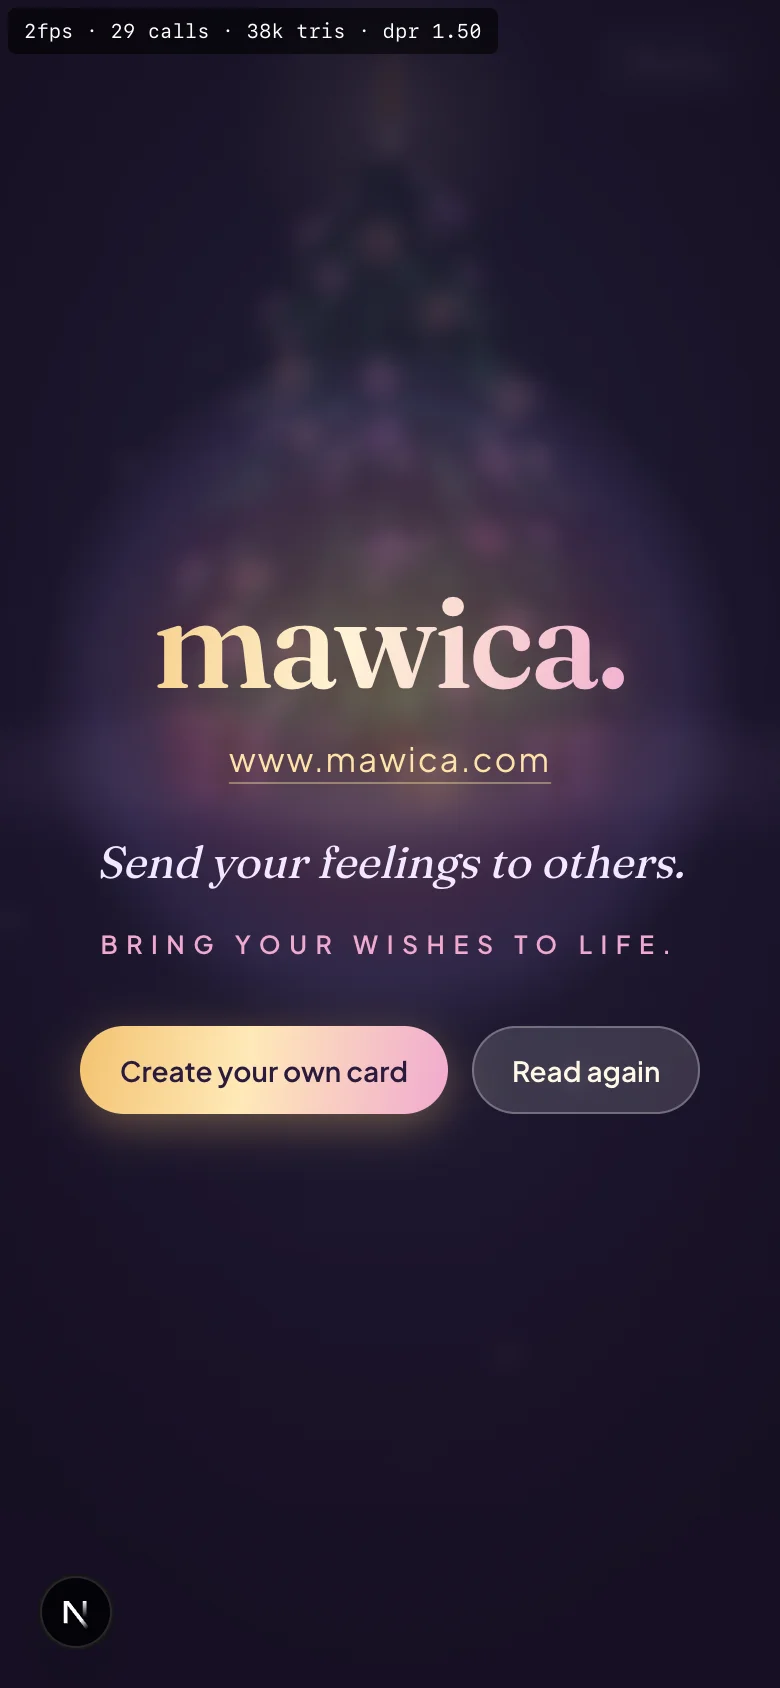 2fps · 29 calls · 38k tris · dpr 1.50
mawica.
www.mawica.com
Send your feelings to others.
BRING YOUR WISHES TO LIFE.
Create your own card
Read again
N